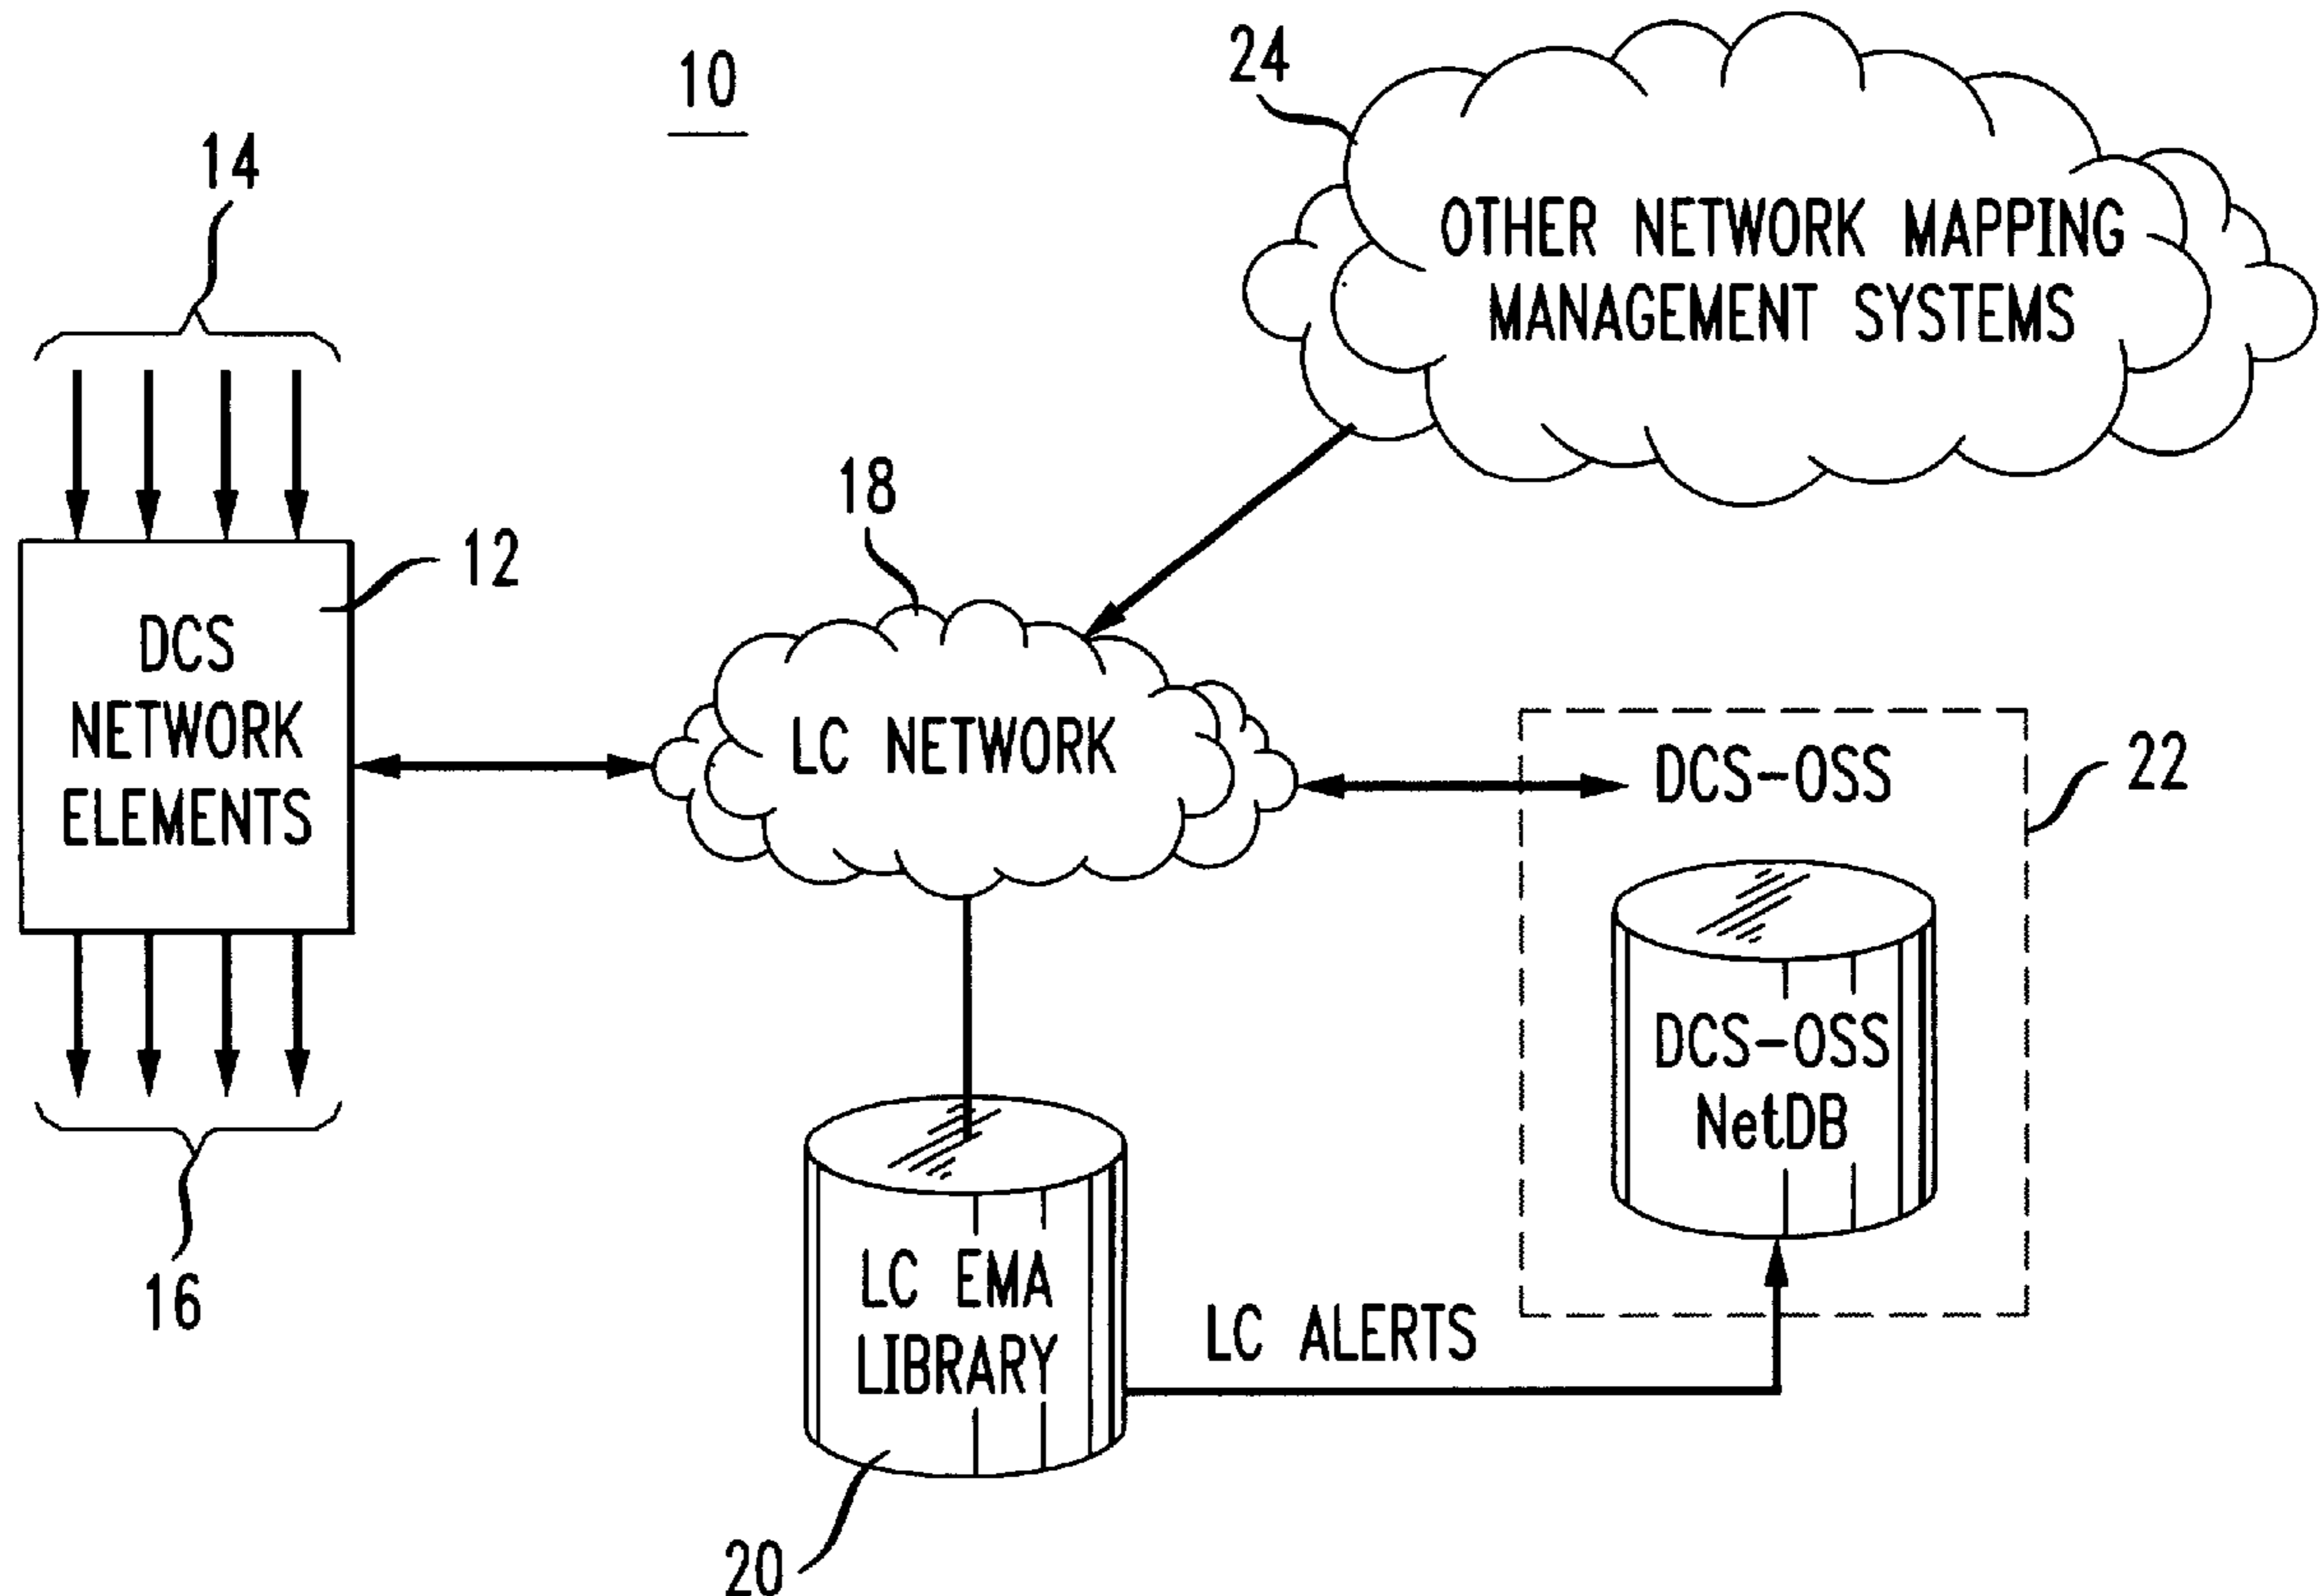 10
24
14
OTHER NETWORK MAPPING
MANAGEMENT SYSTEMS
18
12
DCS
NETWORK
ELEMENTS
LC NETWORK
DCS-OSS
22
DCS-OSS
NetDB
16
LC EMA
LIBRARY
LC ALERTS
20